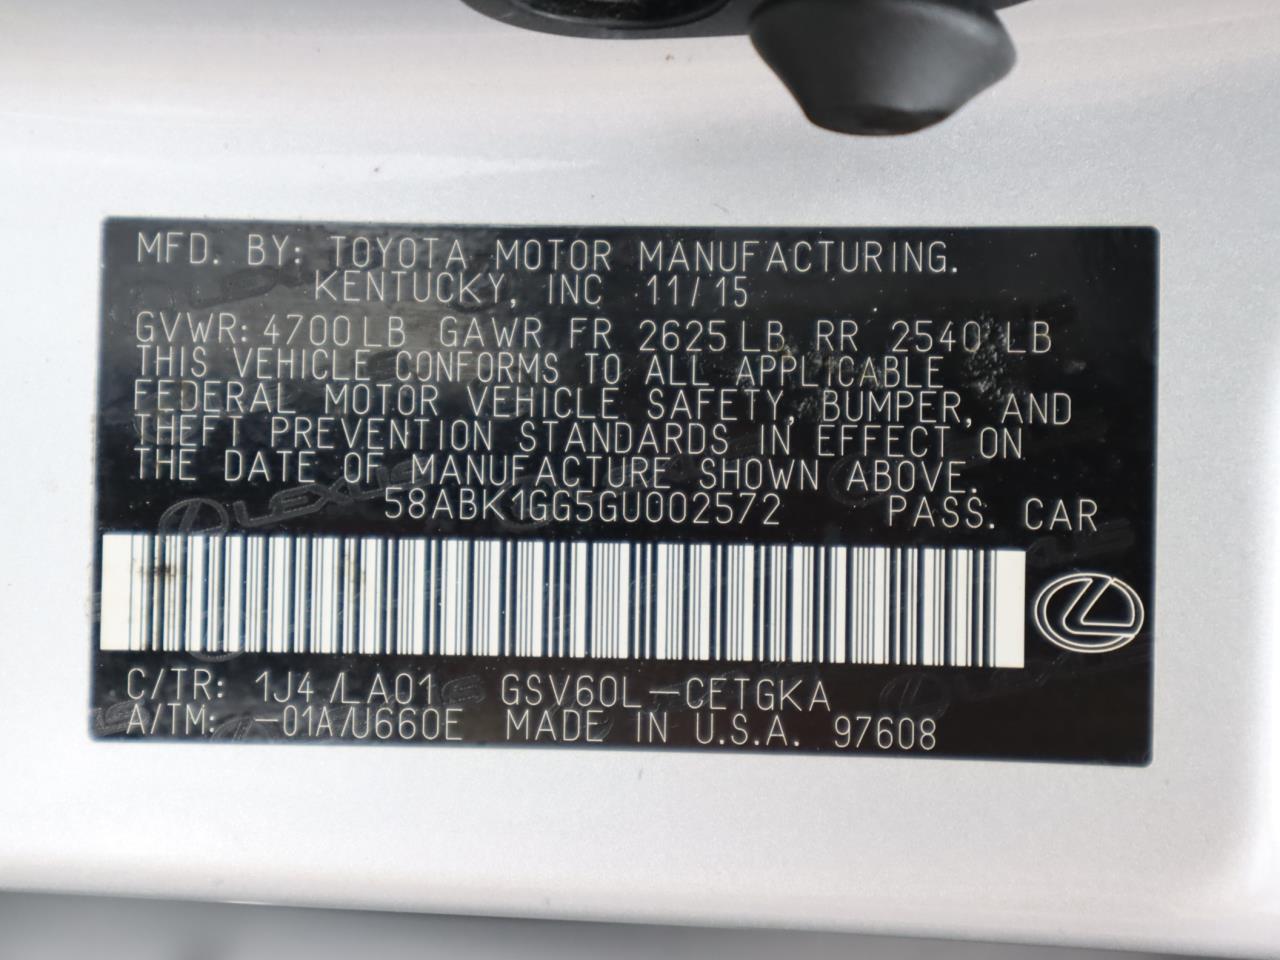 MFD. BY: TOYOTA MOTOR MANUFACTURING.
KENTUCKY, INC 11/15
GVWR: 4700LB GAWR FR 2625LB RR 2540 LB
THIS VEHICLE CONFORMS TO ALL APPLICABLE
FEDERAL MOTOR VEHICLE SAFETY, BUMPER, AND
THEFT PREVENTION STANDARDS IN EFFECT ON
THE DATE OF MANUFACTURE SHOWN ABOVE.
58ABK1GG5GU002572 PASS. CAR
C/TR: 1J4/LA01 GSV60L-CETGKA
A/TM: -01A/U660E MADE IN U.S.A. 97608